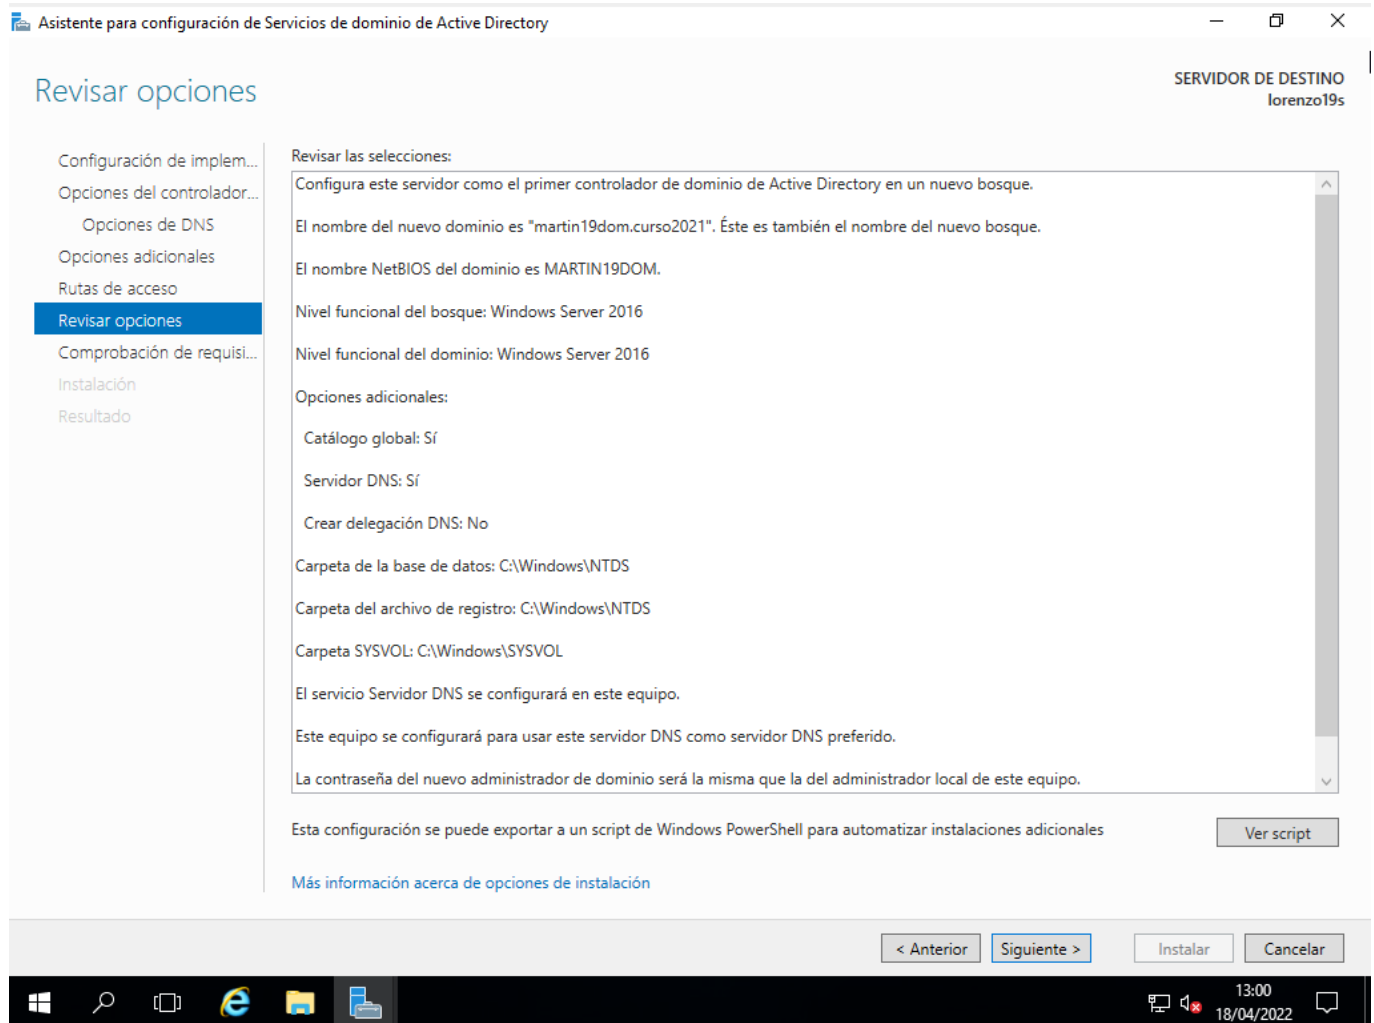 Asistente para configuración de Servicios de dominio de Active Directory
Revisar opciones
SERVIDOR DE DESTINO
lorenzo19s
Configuración de implem...
Opciones del controlador...
Opciones de DNS
Opciones adicionales
Rutas de acceso
Revisar opciones
Comprobación de requisi...
Instalación
Resultado
Revisar las selecciones:
Configura este servidor como el primer controlador de dominio de Active Directory en un nuevo bosque.
El nombre del nuevo dominio es "martin19dom.curso2021". Éste es también el nombre del nuevo bosque.
El nombre NetBIOS del dominio es MARTIN19DOM.
Nivel funcional del bosque: Windows Server 2016
Nivel funcional del dominio: Windows Server 2016
Opciones adicionales:
Catálogo global: Sí
Servidor DNS: Sí
Crear delegación DNS: No
Carpeta de la base de datos: C:\Windows\NTDS
Carpeta del archivo de registro: C:\Windows\NTDS
Carpeta SYSVOL: C:\Windows\SYSVOL
El servicio Servidor DNS se configurará en este equipo.
Este equipo se configurará para usar este servidor DNS como servidor DNS preferido.
La contraseña del nuevo administrador de dominio será la misma que la del administrador local de este equipo.
Esta configuración se puede exportar a un script de Windows PowerShell para automatizar instalaciones adicionales
Ver script
Más información acerca de opciones de instalación
< Anterior
Siguiente >
Instalar
Cancelar
13:00
18/04/2022